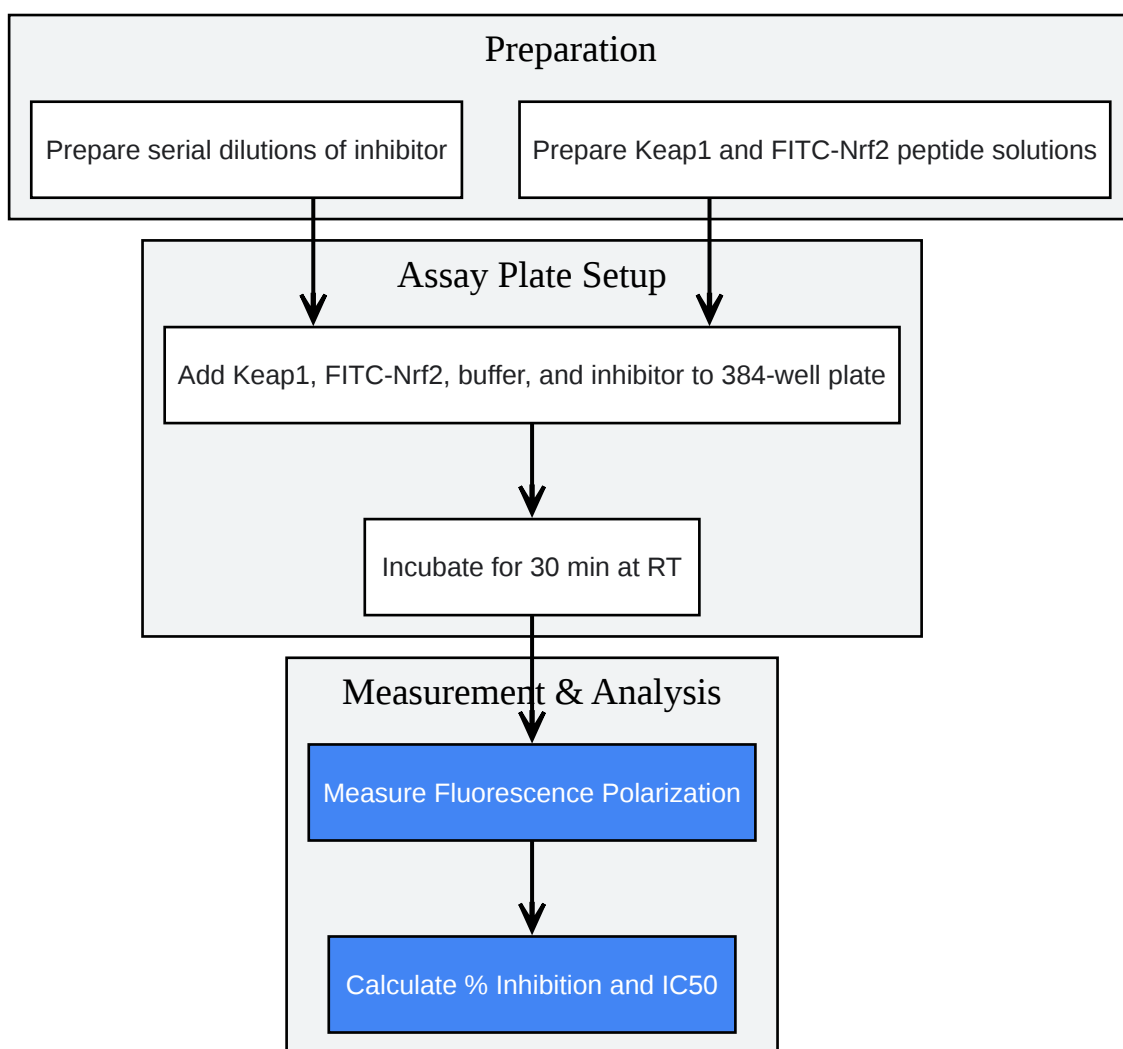 Preparation
Prepare serial dilutions of inhibitor
Prepare Keap1 and FITC-Nrf2 peptide solutions
Assay Plate Setup
Add Keap1, FITC-Nrf2, buffer, and inhibitor to 384-well plate
Incubate for 30 min at RT
Measurement & Analysis
Measure Fluorescence Polarization
Calculate % Inhibition and IC50